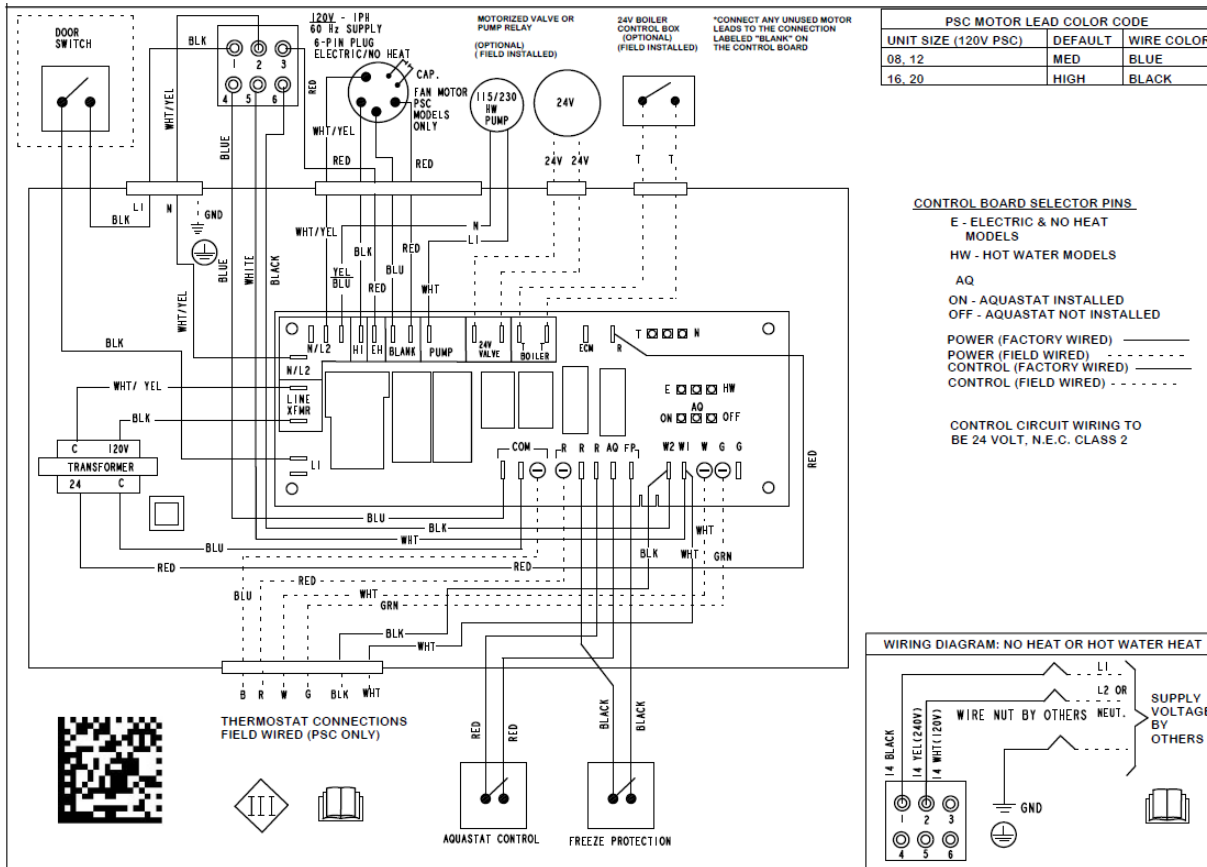 DOOR
SWITCH
BLK
WHT/YEL
120V - 1PH
60 Hz SUPPLY
6-PIN PLUG
ELECTRIC/NO HEAT
1 2 3
4 5 6
RED
BLUE
CAP.
FAN MOTOR
PSC
MODELS
ONLY
WHT/YEL
RED
RED
MOTORIZED VALVE OR
PUMP RELAY
(OPTIONAL)
( FIELD INSTALLED)
115/230
HW
PUMP
24V BOILER
CONTROL BOX
(OPTIONAL)
(FIELD INSTALLED)
24V
24V 24V
T T
*CONNECT ANY UNUSED MOTOR
LEADS TO THE CONNECTION
LABELED "BLANK" ON
THE CONTROL BOARD
PSC MOTOR LEAD COLOR CODE
UNIT SIZE (120V PSC) DEFAULT WIRE COLOR
08, 12 MED BLUE
16, 20 HIGH BLACK
CONTROL BOARD SELECTOR PINS
E - ELECTRIC & NO HEAT
MODELS
HW - HOT WATER MODELS
AQ
ON - AQUASTAT INSTALLED
OFF - AQUASTAT NOT INSTALLED
POWER (FACTORY WIRED)
POWER (FIELD WIRED)
CONTROL (FACTORY WIRED)
CONTROL (FIELD WIRED)
CONTROL CIRCUIT WIRING TO
BE 24 VOLT, N.E.C. CLASS 2
BLK
L1 N
GND
WHT/YEL
BLUE
WHITE
BLACK
WHT/YEL
YEL
BLU
BLK
RED
BLU
RED
N
L1
WHT
BLK
WHT/ YEL
BLK
C 120V
TRANSFORMER
24 C
N/L2 HI EH BLANK PUMP 24V VALVE T T BOILER ECM R T N
N/L2
LINE
XFMR
L1
E HW
AQ
ON OFF
COM R R R AQ FP W2 W1 W G G
RED
BLU
BLK
WHT
BLU
RED RED
BLK WHT WHT GRN
BLU
RED
WHT
GRN
BLK
WHT
B R W G BLK WHT
THERMOSTAT CONNECTIONS
FIELD WIRED (PSC ONLY)
III
RED RED
BLACK BLACK
AQUASTAT CONTROL
FREEZE PROTECTION
WIRING DIAGRAM: NO HEAT OR HOT WATER HEAT
L1
L2 OR
NEUT.
WIRE NUT BY OTHERS
SUPPLY
VOLTAGE
BY
OTHERS
14 BLACK
14 YEL(240V)
14 WHT(120V)
GND
1 2 3
4 5 6